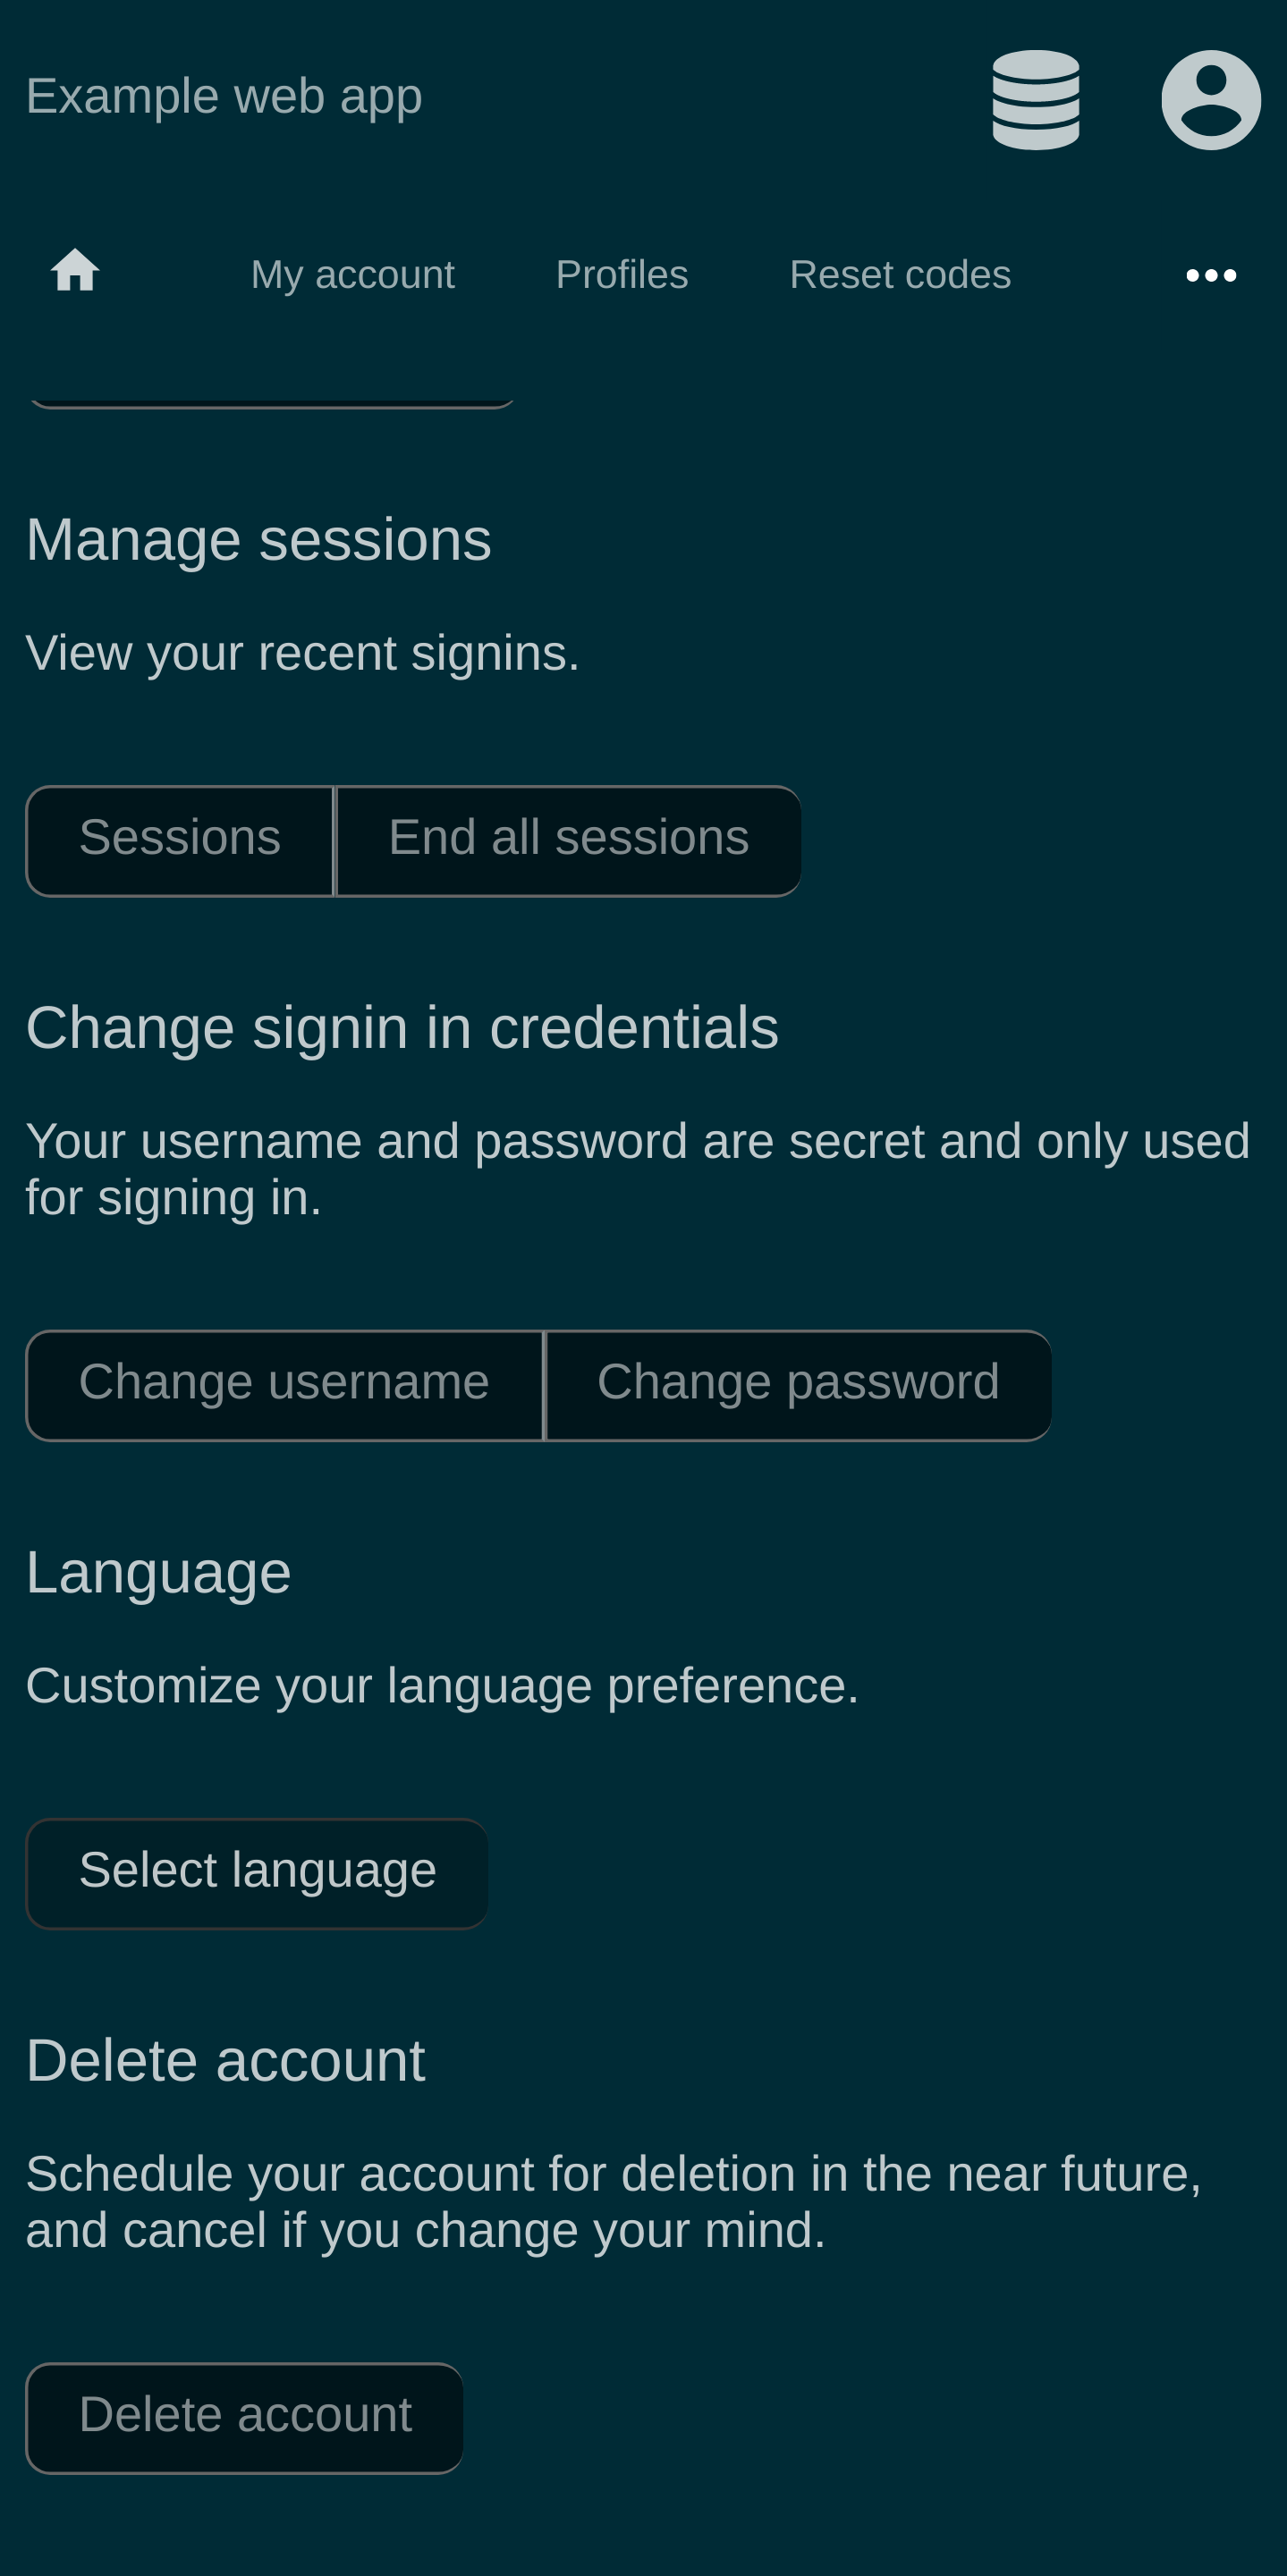 Example web app
My account Profiles Reset codes
Manage sessions
View your recent signins.
Sessions End all sessions
Change signin in credentials
Your username and password are secret and only used
for signing in.
Change username Change password
Language
Customize your language preference.
Select language
Delete account
Schedule your account for deletion in the near future,
and cancel if you change your mind.
Delete account